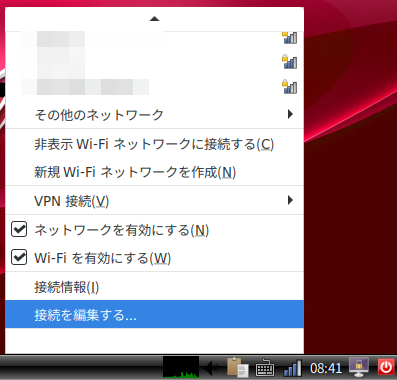 その他のネットワーク
非表示 Wi-Fi ネットワークに接続する(C)
新規 Wi-Fi ネットワークを作成(N)
VPN 接続(V)
ネットワークを有効にする(N)
Wi-Fi を有効にする(W)
接続情報(I)
接続を編集する...
08:41